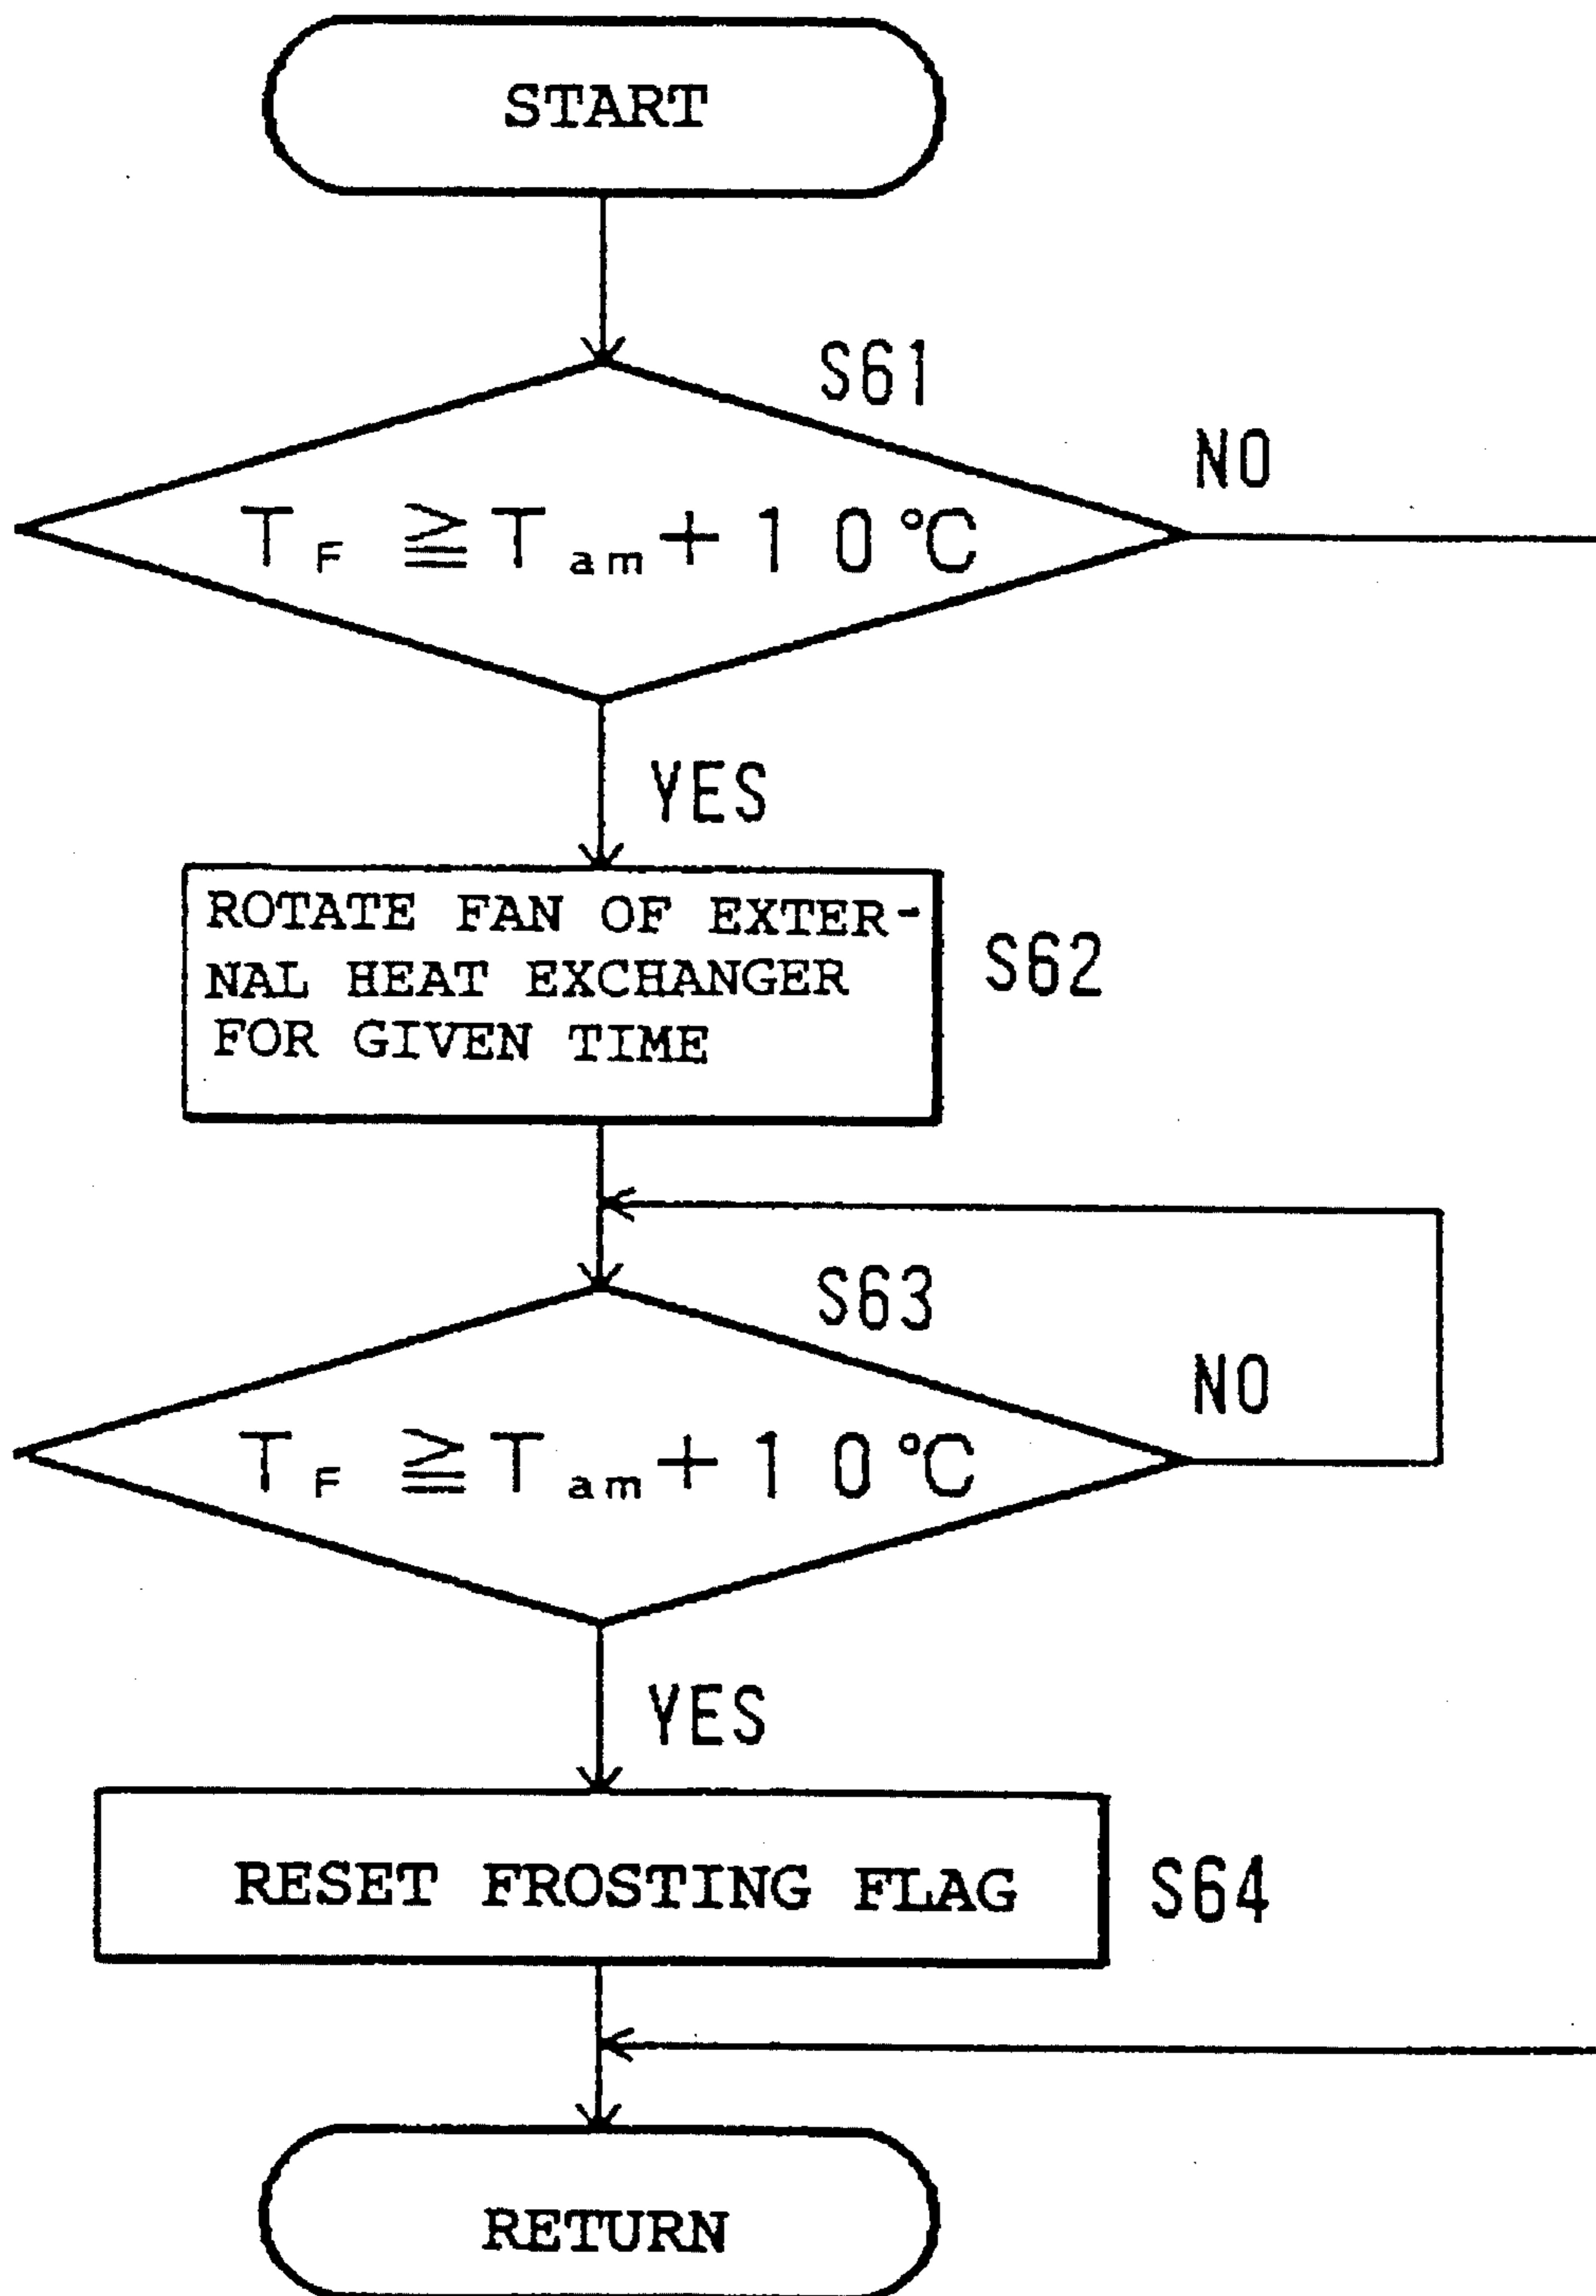 START
S61
NO
T_F ≧ T_am + 10℃
YES
ROTATE FAN OF EXTER-
NAL HEAT EXCHANGER
FOR GIVEN TIME
S62
S63
NO
T_F ≧ T_am + 10℃
YES
RESET FROSTING FLAG
S64
RETURN